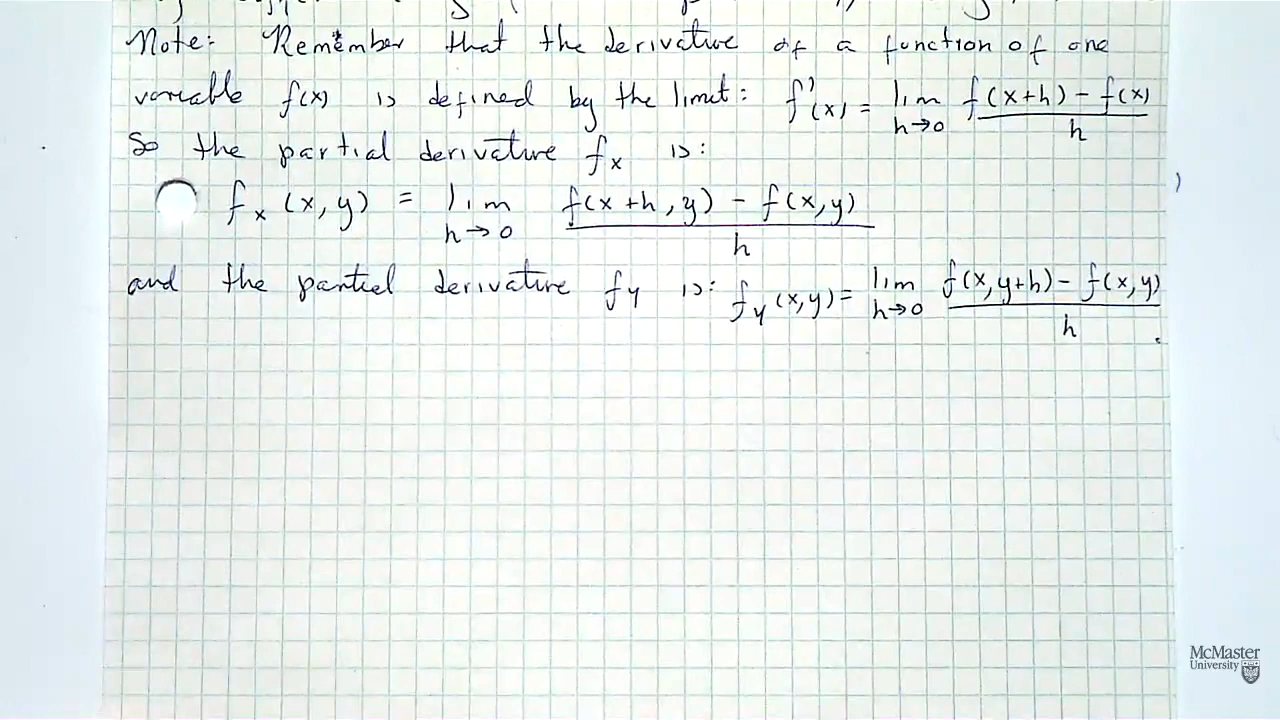 Note: Remember that the derivative of a function of one
variable f(x) is defined by the limit: f'(x) = lim h→0 f(x+h) - f(x) / h
So the partial derivative fx is:
fx (x, y) = lim h→0 f(x+h, y) - f(x, y) / h
and the partial derivative fy is: fy (x, y) = lim h→0 f(x, y+h) - f(x, y) / h
McMaster
University